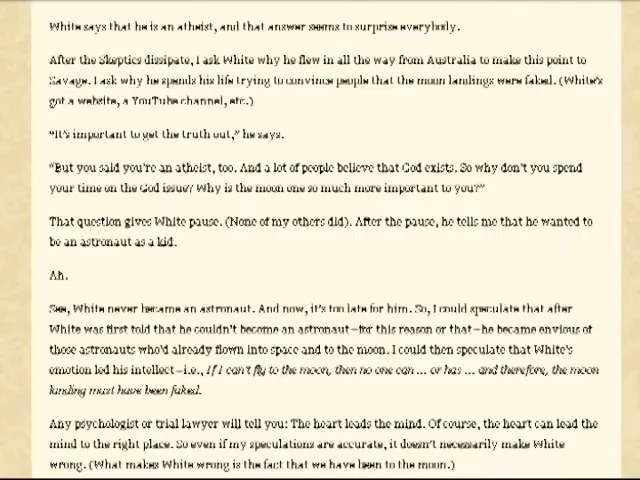 White says that he is an atheist, and that answer seems to surprise everybody.
After the Skeptics dissipate, I ask White why he flew in all the way from Australia to make this point to
Savage. I ask why he spends his life trying to convince people that the moon landings were faked. (White's
got a website, a YouTube channel, etc.)
“It's important to get the truth out,” he says.
“But you said you're an atheist, too. And a lot of people believe that God exists. So why don't you spend
your time on the God issue? Why is the moon one so much more important to you?”
That question gives White pause. (None of my others did). After the pause, he tells me that he wanted to
be an astronaut as a kid.
Ah.
See, White never became an astronaut. And now, it's too late for him. So, I could speculate that after
White was first told that he couldn't become an astronaut—for this reason or that—he became envious of
those astronauts who'd already flown into space and to the moon. I could then speculate that White's
emotion led his intellect—i.e., If I can't fly to the moon, then no one can ... or has ... and therefore, the moon
landing must have been faked.
Any psychologist or trial lawyer will tell you: The heart leads the mind. Of course, the heart can lead the
mind to the right place. So even if my speculations are accurate, it doesn't necessarily make White
wrong. (What makes White wrong is the fact that we have been to the moon.)